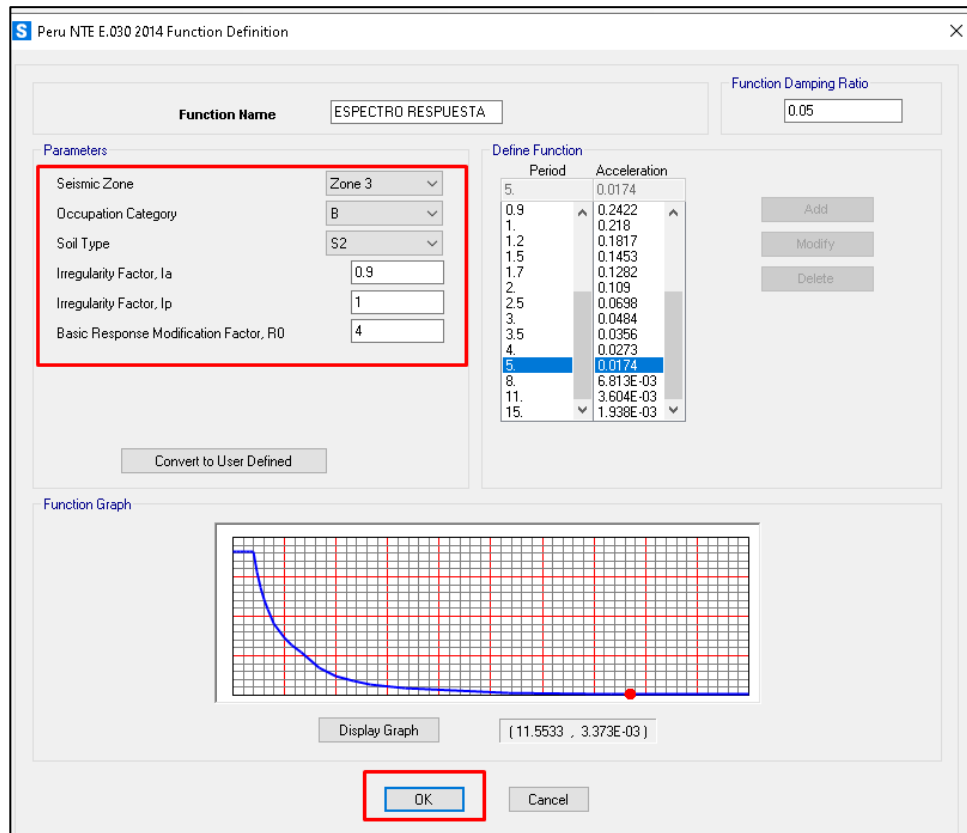 S Peru NTE E.030 2014 Function Definition
Function Name ESPECTRO RESPUESTA
Function Damping Ratio
0.05
Parameters
Seismic Zone Zone 3
Occupation Category B
Soil Type S2
Irregularity Factor, Ia 0.9
Irregularity Factor, Ip 1
Basic Response Modification Factor, R0 4
Convert to User Defined
Define Function
Period Acceleration
5. 0.0174
0.9 0.2422
1. 0.218
1.2 0.1817
1.5 0.1453
1.7 0.1282
2. 0.109
2.5 0.0698
3. 0.0484
3.5 0.0356
4. 0.0273
5. 0.0174
8. 6.813E-03
11. 3.604E-03
15. 1.938E-03
Add
Modify
Delete
Function Graph
Display Graph
( 11.5533 , 3.373E-03 )
OK
Cancel